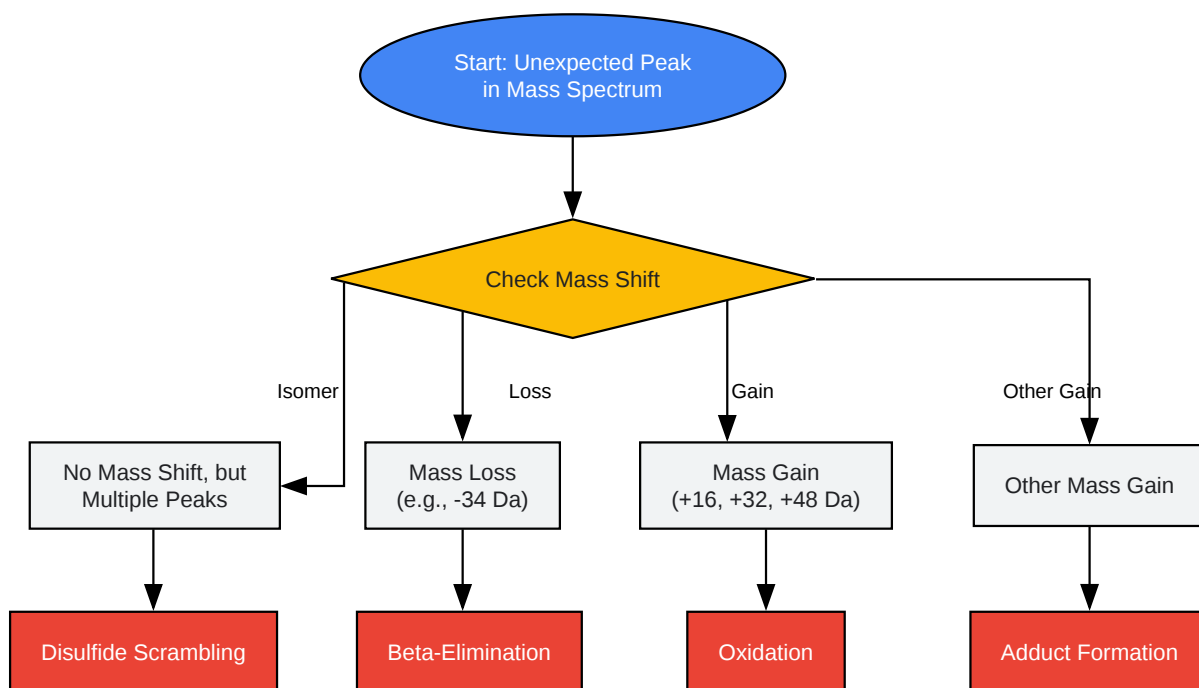 Start: Unexpected Peak
in Mass Spectrum
Check Mass Shift
Isomer
Loss
Gain
Other Gain
No Mass Shift, but
Multiple Peaks
Mass Loss
(e.g., -34 Da)
Mass Gain
(+16, +32, +48 Da)
Other Mass Gain
Disulfide Scrambling
Beta-Elimination
Oxidation
Adduct Formation